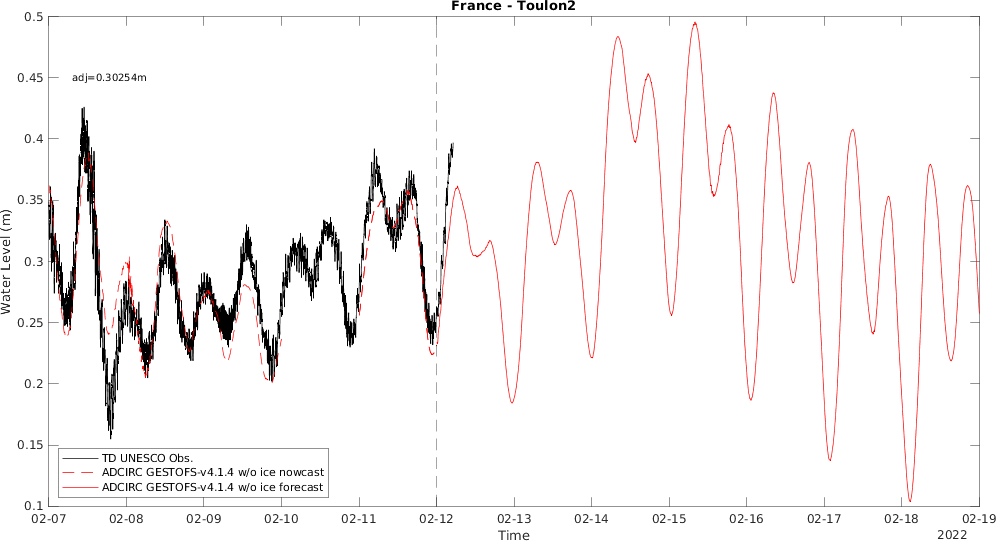 France - Toulon2
0.5
0.45
0.4
0.35
0.3
0.25
0.2
0.15
0.1
Water Level (m)
adj=0.30254m
TD UNESCO Obs.
ADCIRC GESTOFS-v4.1.4 w/o ice nowcast
ADCIRC GESTOFS-v4.1.4 w/o ice forecast
02-07 02-08 02-09 02-10 02-11 02-12 02-13 02-14 02-15 02-16 02-17 02-18 02-19
Time
2022